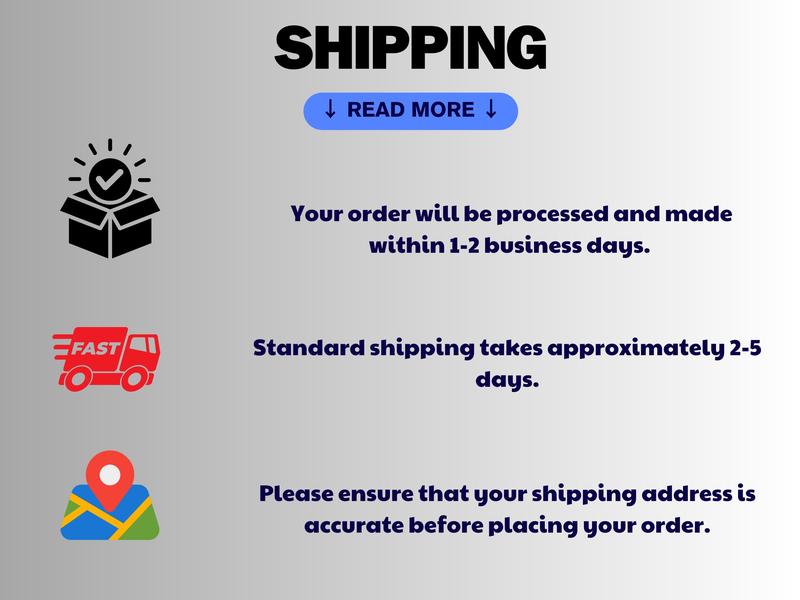 SHIPPING
↓ READ MORE ↓
Your order will be processed and made
within 1-2 business days.
FAST
Standard shipping takes approximately 2-5
days.
Please ensure that your shipping address is
accurate before placing your order.